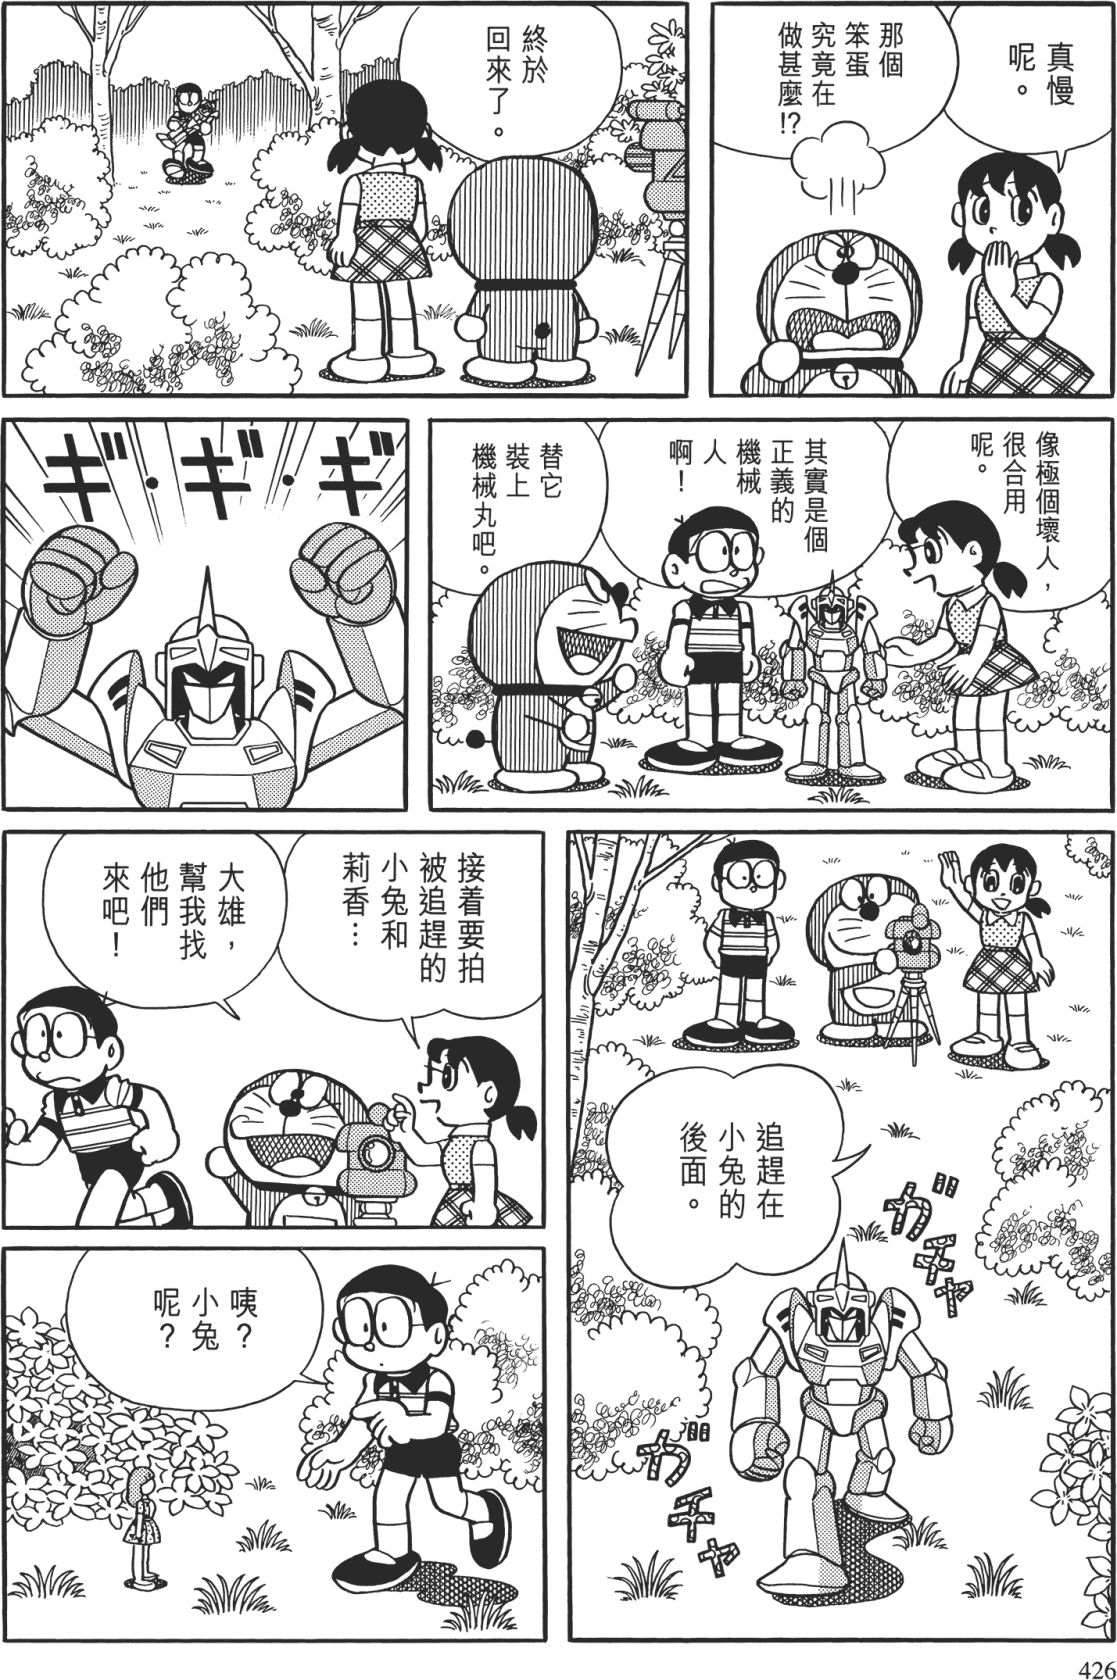 真慢
呢。
那個
笨蛋
究竟在
做甚麼!?
終於
回來了。
像極個壞人，
很合用
呢。
其實是個
正義的
機械
人
啊！
替它
裝上
機械丸吧。
ギ・ギ・ギ
追趕在
小兔的
後面。
ガチャ
ガチャ
接着要拍
被追趕的
小兔和
莉香…
大雄，
幫我找
他們
來吧！
咦？
小兔
呢？
426